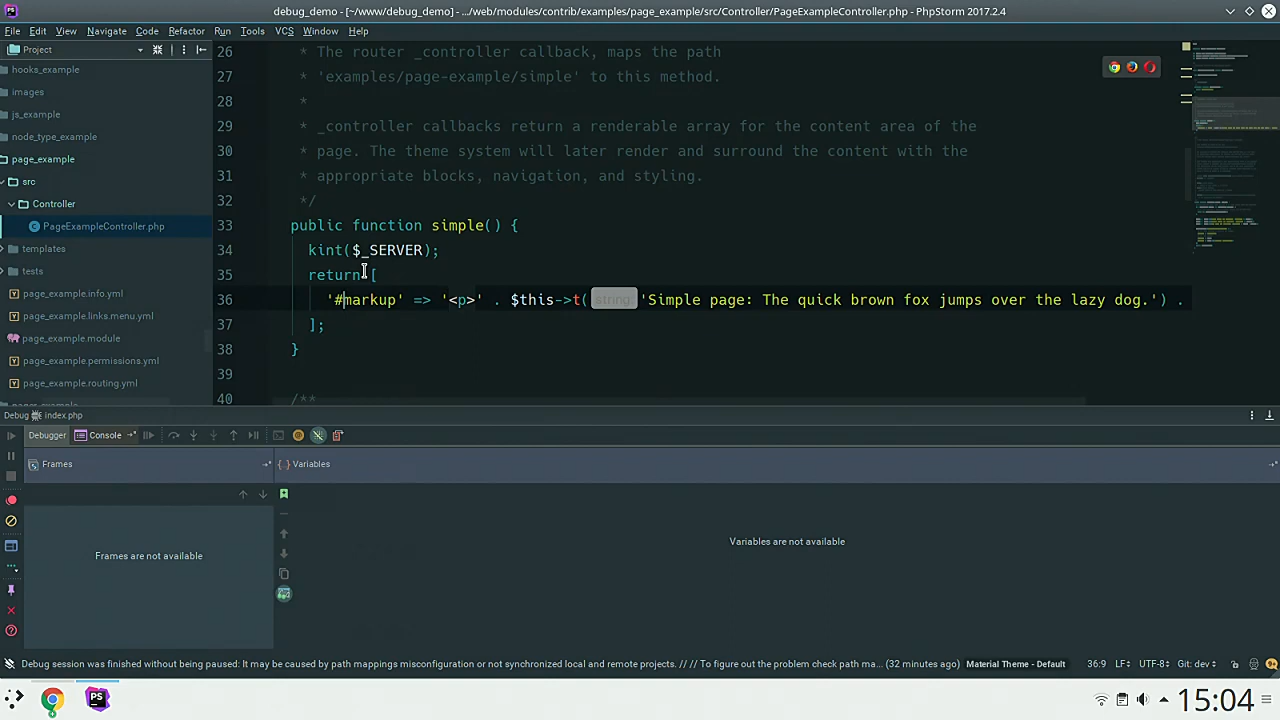 debug_demo - [~/www/debug_demo] - .../web/modules/contrib/examples/page_example/src/Controller/PageExampleController.php - PhpStorm 2017.2.4
File Edit View Navigate Code Refactor Run Tools VCS Window Help
Project
hooks_example
images
js_example
node_type_example
page_example
src
Controller
PageExampleController.php
templates
tests
page_example.info.yml
page_example.links.menu.yml
page_example.module
page_example.permissions.yml
page_example.routing.yml
26 * The router _controller callback, maps the path
27 * 'examples/page-example/simple' to this method.
28 *
29 * _controller callbacks return a renderable array for the content area of the
30 * page. The theme system will later render and surround the content with the
31 * appropriate blocks, navigation, and styling.
32 */
33 public function simple(
34 kint($_SERVER);
35 return [
36 '#markup' => '<p>' . $this->t( string: 'Simple page: The quick brown fox jumps over the lazy dog.') .
37 ];
38 }
39
40 /**
Debug index.php
Debugger Console
Frames
Variables
Frames are not available
Variables are not available
Debug session was finished without being paused: It may be caused by path mappings misconfiguration or not synchronized local and remote projects. // // To figure out the problem check path ma... (32 minutes ago) Material Theme - Default 36:9 LF UTF-8 Git: dev
PS 15:04